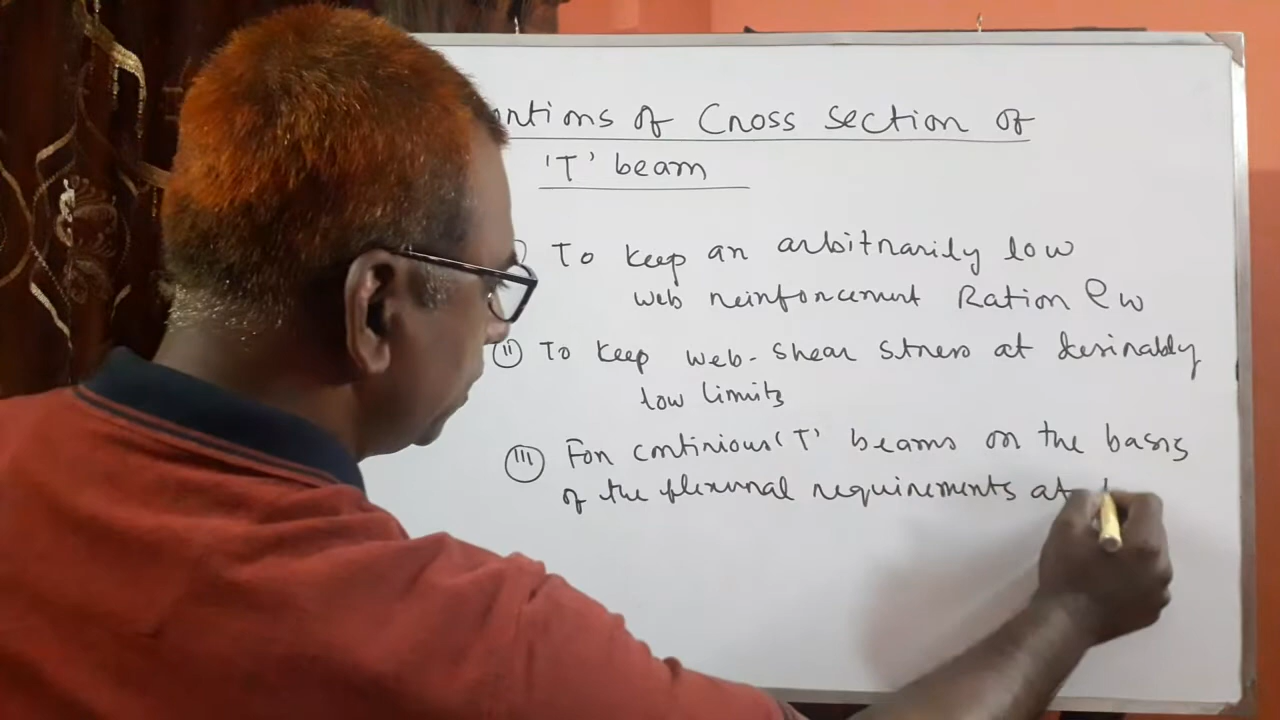 ntions of Cross section of
'T' beam
To keep an arbitrarily low
web reinforcement Ration ρw
(II) To keep web-shear stress at desirably
low limits
(III) For continious 'T' beams on the basis
of the flexural requirements at